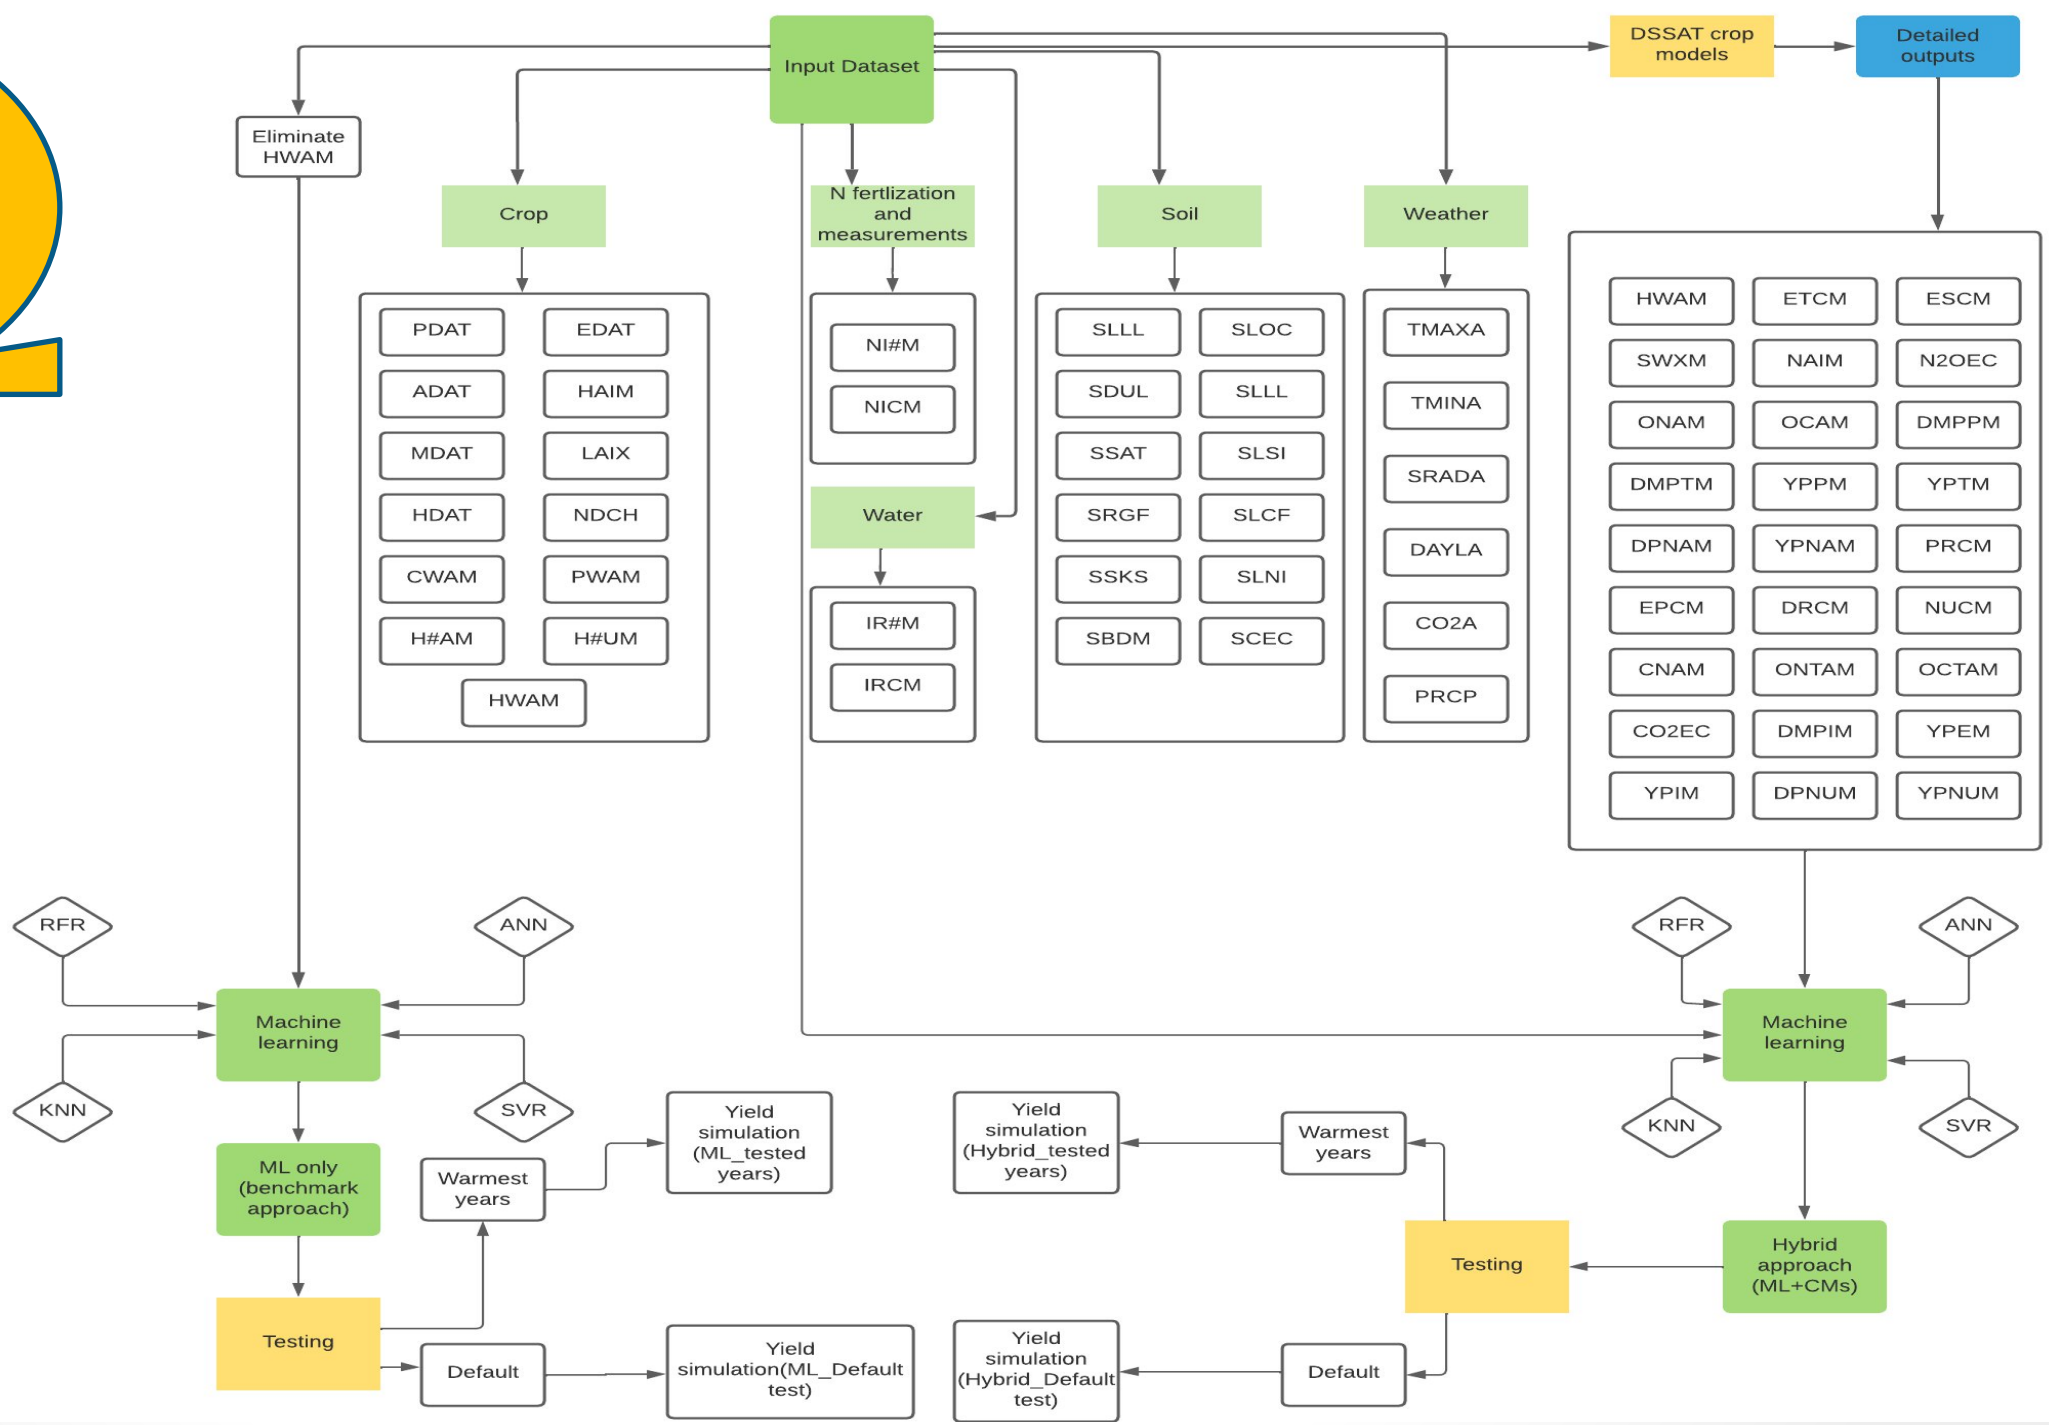 Input Dataset
DSSAT crop
models
Detailed
outputs
Eliminate
HWAM
Crop
N fertlization
and
measurements
Soil
Weather
PDAT
EDAT
ADAT
HAIM
MDAT
LAIX
HDAT
NDCH
CWAM
PWAM
H#AM
H#UM
HWAM
NI#M
NICM
Water
IR#M
IRCM
SLLL
SLOC
SDUL
SLLL
SSAT
SLSI
SRGF
SLCF
SSKS
SLNI
SBDM
SCEC
TMAXA
TMINA
SRADA
DAYLA
CO2A
PRCP
HWAM
ETCM
ESCM
SWXM
NAIM
N2OEC
ONAM
OCAM
DMPPM
DMPTM
YPPM
YPTM
DPNAM
YPNAM
PRCM
EPCM
DRCM
NUCM
CNAM
ONTAM
OCTAM
CO2EC
DMPIM
YPEM
YPIM
DPNUM
YPNUM
RFR
ANN
Machine
learning
KNN
SVR
ML only
(benchmark
approach)
Testing
Warmest
years
Yield
simulation
(ML_tested
years)
Default
Yield
simulation(ML_Default
test)
RFR
ANN
Machine
learning
KNN
SVR
Hybrid
approach
(ML+CMs)
Testing
Warmest
years
Yield
simulation
(Hybrid_tested
years)
Default
Yield
simulation
(Hybrid_Default
test)